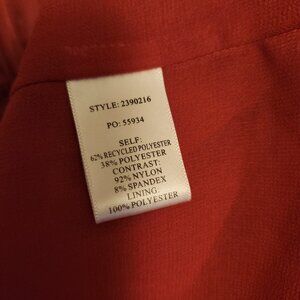 STYLE: 2390216
PO: 55934
SELF:
62% RECYCLED POLYESTER
38% POLYESTER
CONTRAST:
92% NYLON
8% SPANDEX
LINING:
100% POLYESTER